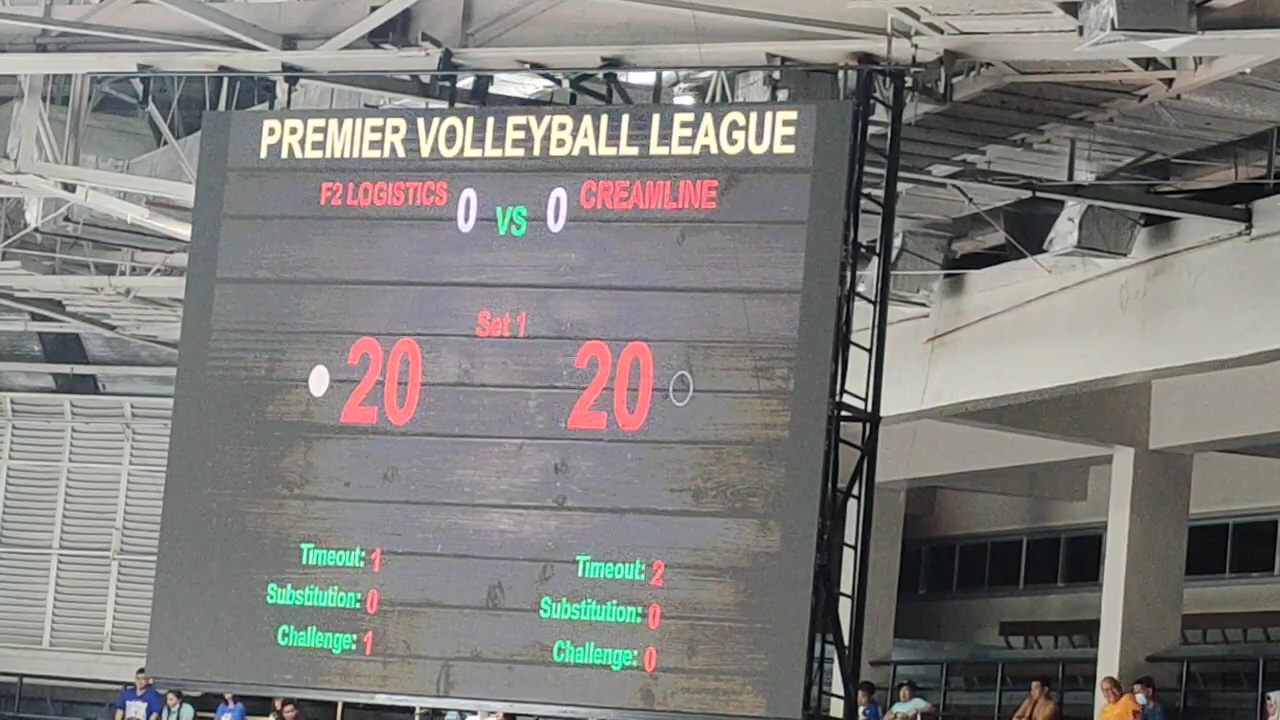 PREMIER VOLLEYBALL LEAGUE
F2 LOGISTICS 0 VS 0 CREAMLINE
Set 1
20 20
Timeout: 1 Timeout: 2
Substitution: 0 Substitution: 0
Challenge: 1 Challenge: 0